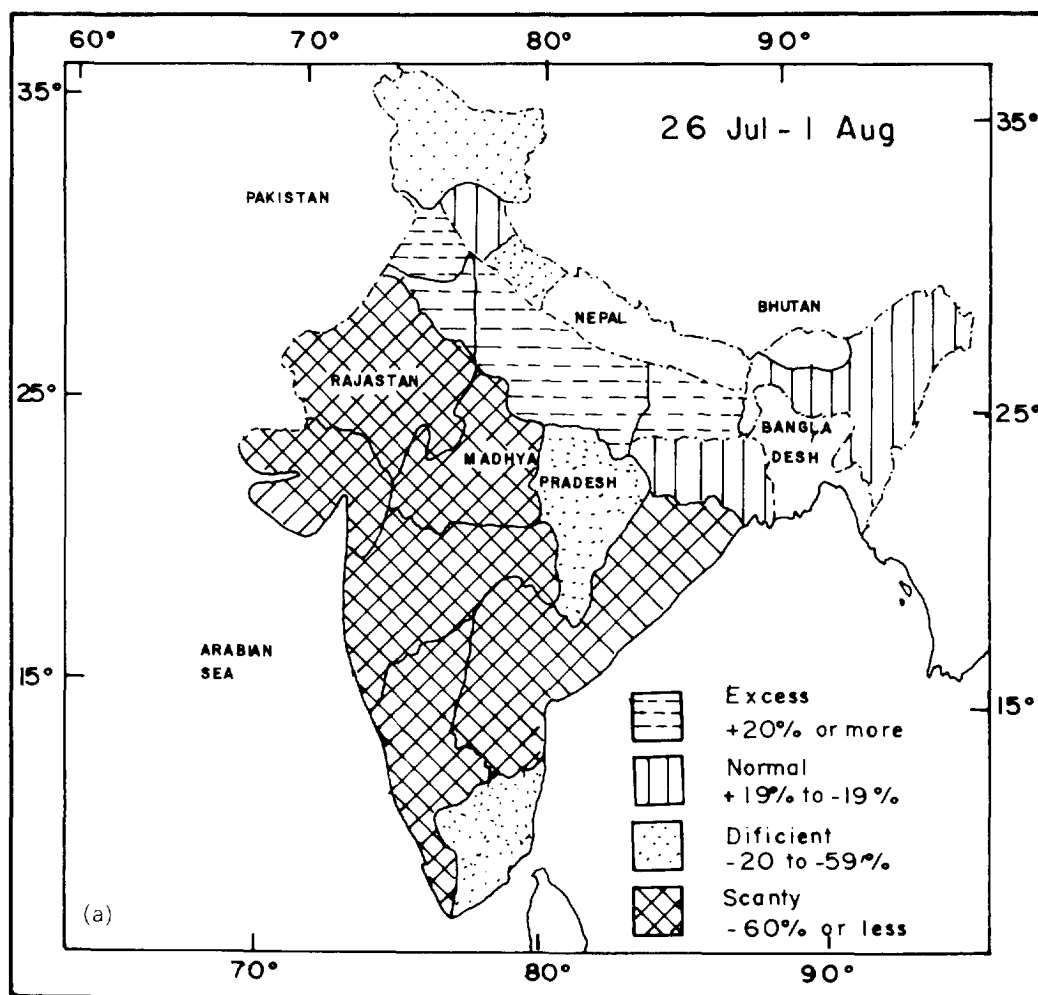 60° 70° 80° 90°
35°
35°
26 Jul - 1 Aug
PAKISTAN
BHUTAN
NEPAL
RAJASTAN
25°
25°
BANGLA
DESH
MADHYA
PRADESH
ARABIAN
SEA
15°
15°
Excess
+20% or more
Normal
+19% to -19%
Dificient
-20 to -59%
Scanty
-60% or less
(a)
70° 80° 90°